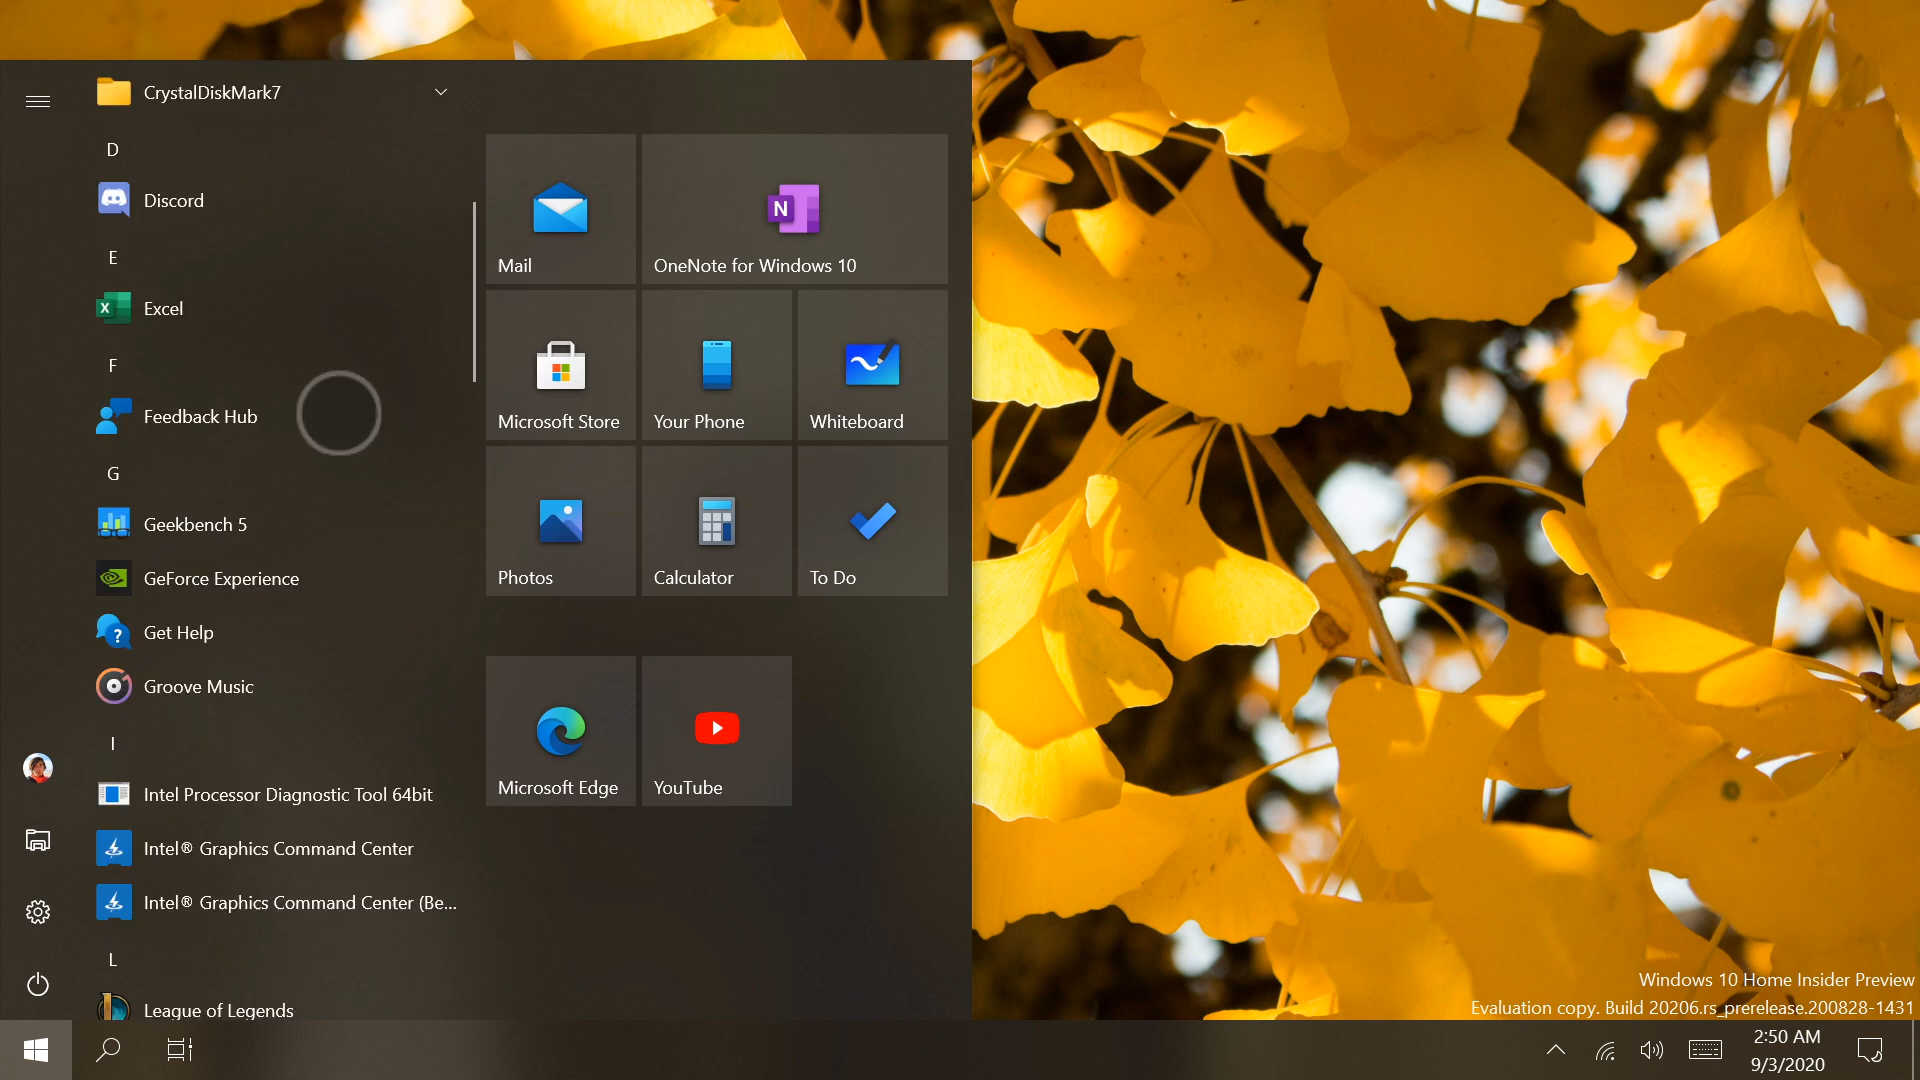 CrystalDiskMark7
D
Discord
E
Excel
F
Feedback Hub
G
Geekbench 5
GeForce Experience
Get Help
Groove Music
I
Intel Processor Diagnostic Tool 64bit
Intel® Graphics Command Center
Intel® Graphics Command Center (Be...
L
League of Legends
Mail
N
OneNote for Windows 10
Microsoft Store
Your Phone
Whiteboard
Photos
Calculator
To Do
Microsoft Edge
YouTube
Windows 10 Home Insider Preview
Evaluation copy. Build 20206.rs_prerelease.200828-1431
2:50 AM
9/3/2020